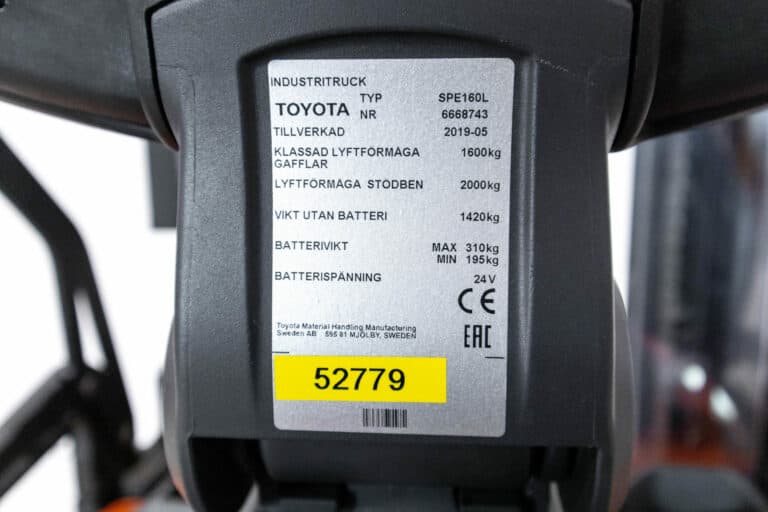 INDUSTRITRUCK
TOYOTA TYP SPE160L
NR 6668743
TILLVERKAD 2019-05
KLASSAD LYFTFÖRMÅGA 1600kg
GAFFLAR
LYFTFÖRMÅGA STÖDBEN 2000kg
VIKT UTAN BATTERI 1420kg
BATTERIVIKT MAX 310kg
MIN 195kg
BATTERISPÄNNING 24V
CE
Toyota Material Handling Manufacturing
Sweden AB 595 81 MJÖLBY, SWEDEN
EAC
52779